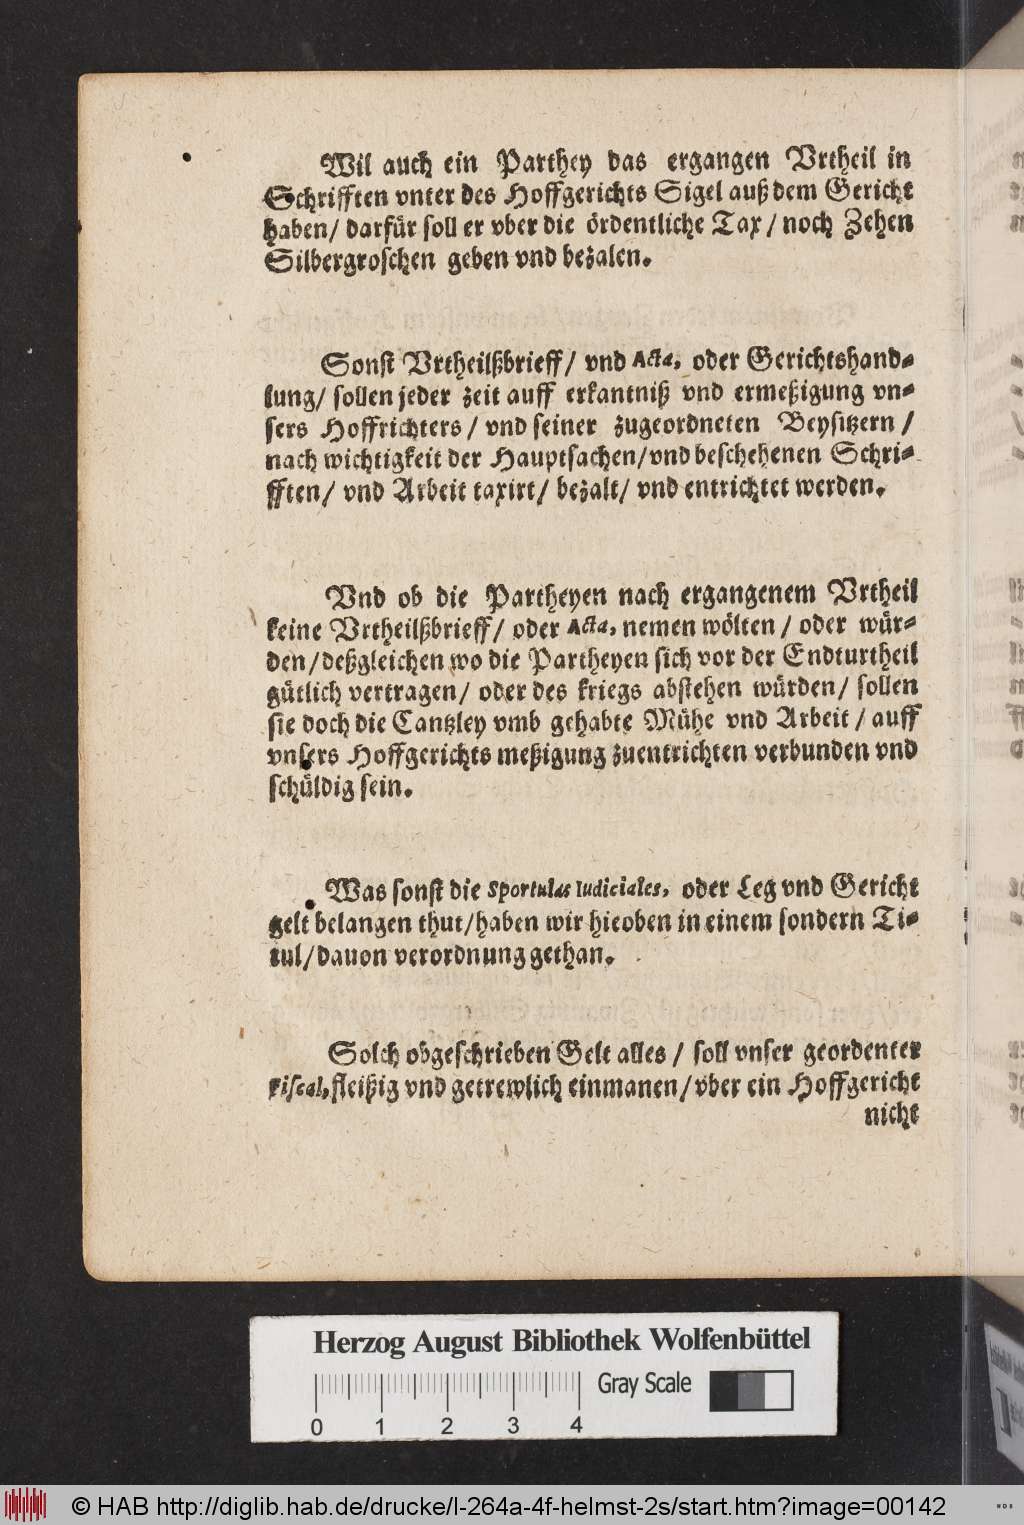 Wil auch ein Parthey das ergangen Vrtheil in
Schrifften vnter des Hoffgerichts Sigel auß dem Gericht
haben/ darfür soll er vber die ördentliche Tax/ noch Zehen
Silbergroschen geben vnd bezalen.
Sonst Vrtheilßbrieff/ vnd Acta, oder Gerichtshand-
lung/ sollen jeder zeit auff erkantniß vnd ermeßigung vn-
sers Hoffrichters/ vnd seiner zugeordneten Beysitzern/
nach wichtigkeit der Hauptsachen/ vnd beschehenen Schri-
fften/ vnd Arbeit taxirt/ bezalt/ vnd entrichtet werden.
Vnd ob die Partheyen nach ergangenem Vrtheil
keine Vrtheilßbrieff/ oder Acta, nemen wölten/ oder wür-
den/ deßgleichen wo die Partheyen sich vor der Endturtheil
gütlich vertragen/ oder des kriegs abstehen würden/ sollen
sie doch die Cantzley vmb gehabte Mühe vnd Arbeit/ auff
vnsers Hoffgerichts meßigung zuentrichten verbunden vnd
schüldig sein.
Was sonst die Sportulas Iudiciales, oder Leg vnd Gericht
gelt belangen thut/ haben wir hieoben in einem sondern Ti-
tul/ dauon verordnung gethan.
Solch obgeschrieben Gelt alles/ soll vnser geordenter
Fiscal, fleißig vnd getrewlich einmanen/ vber ein Hoffgericht
nicht
Herzog August Bibliothek Wolfenbüttel
Gray Scale
0 1 2 3 4
© HAB http://diglib.hab.de/drucke/l-264a-4f-helmst-2s/start.htm?image=00142